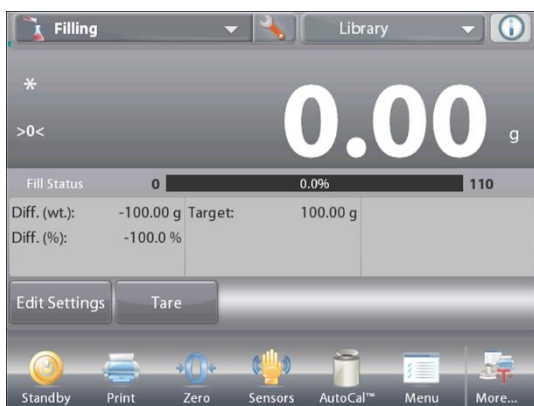 Filling Library
*
>0<
0.00 g
Fill Status 0 0.0% 110
Diff. (wt.): -100.00 g Target: 100.00 g
Diff. (%): -100.0 %
Edit Settings Tare
Standby Print Zero Sensors AutoCal™ Menu More...